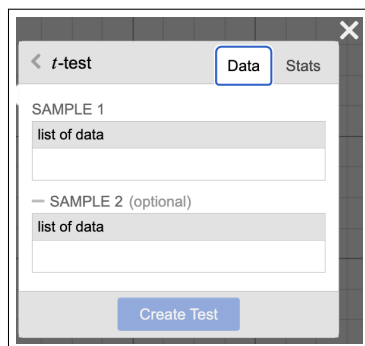 t-test Data Stats
SAMPLE 1
list of data
SAMPLE 2 (optional)
list of data
Create Test